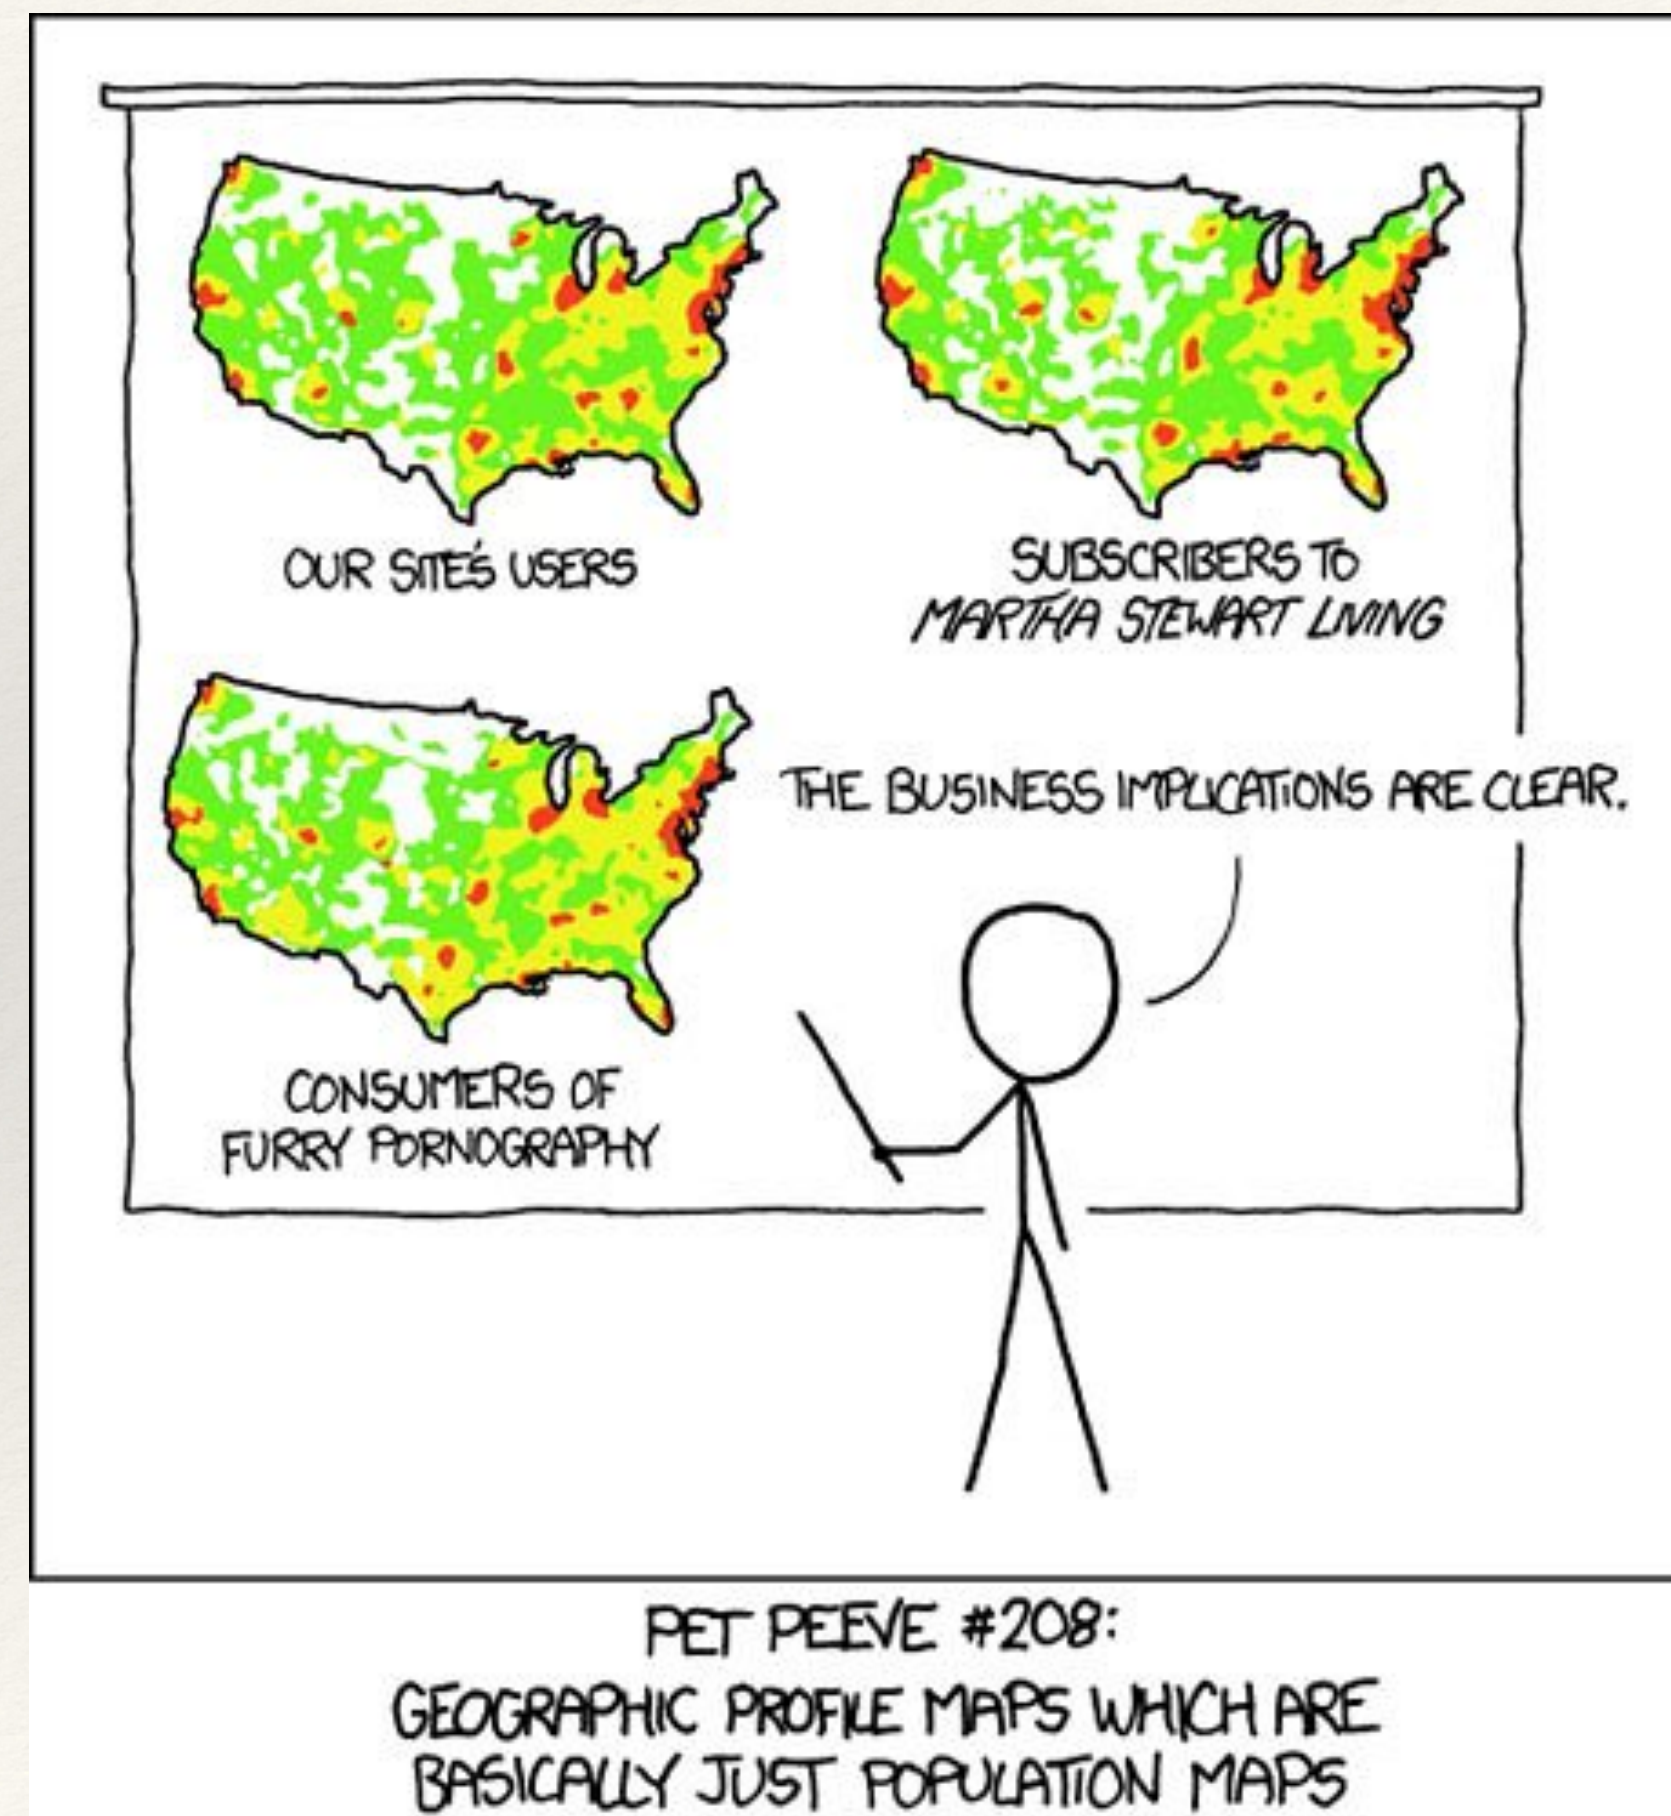 OUR SITE'S USERS
SUBSCRIBERS TO
MARTHA STEWART LIVING
CONSUMERS OF
FURRY PORNOGRAPHY
THE BUSINESS IMPLICATIONS ARE CLEAR.
PET PEEVE #208:
GEOGRAPHIC PROFILE MAPS WHICH ARE
BASICALLY JUST POPULATION MAPS